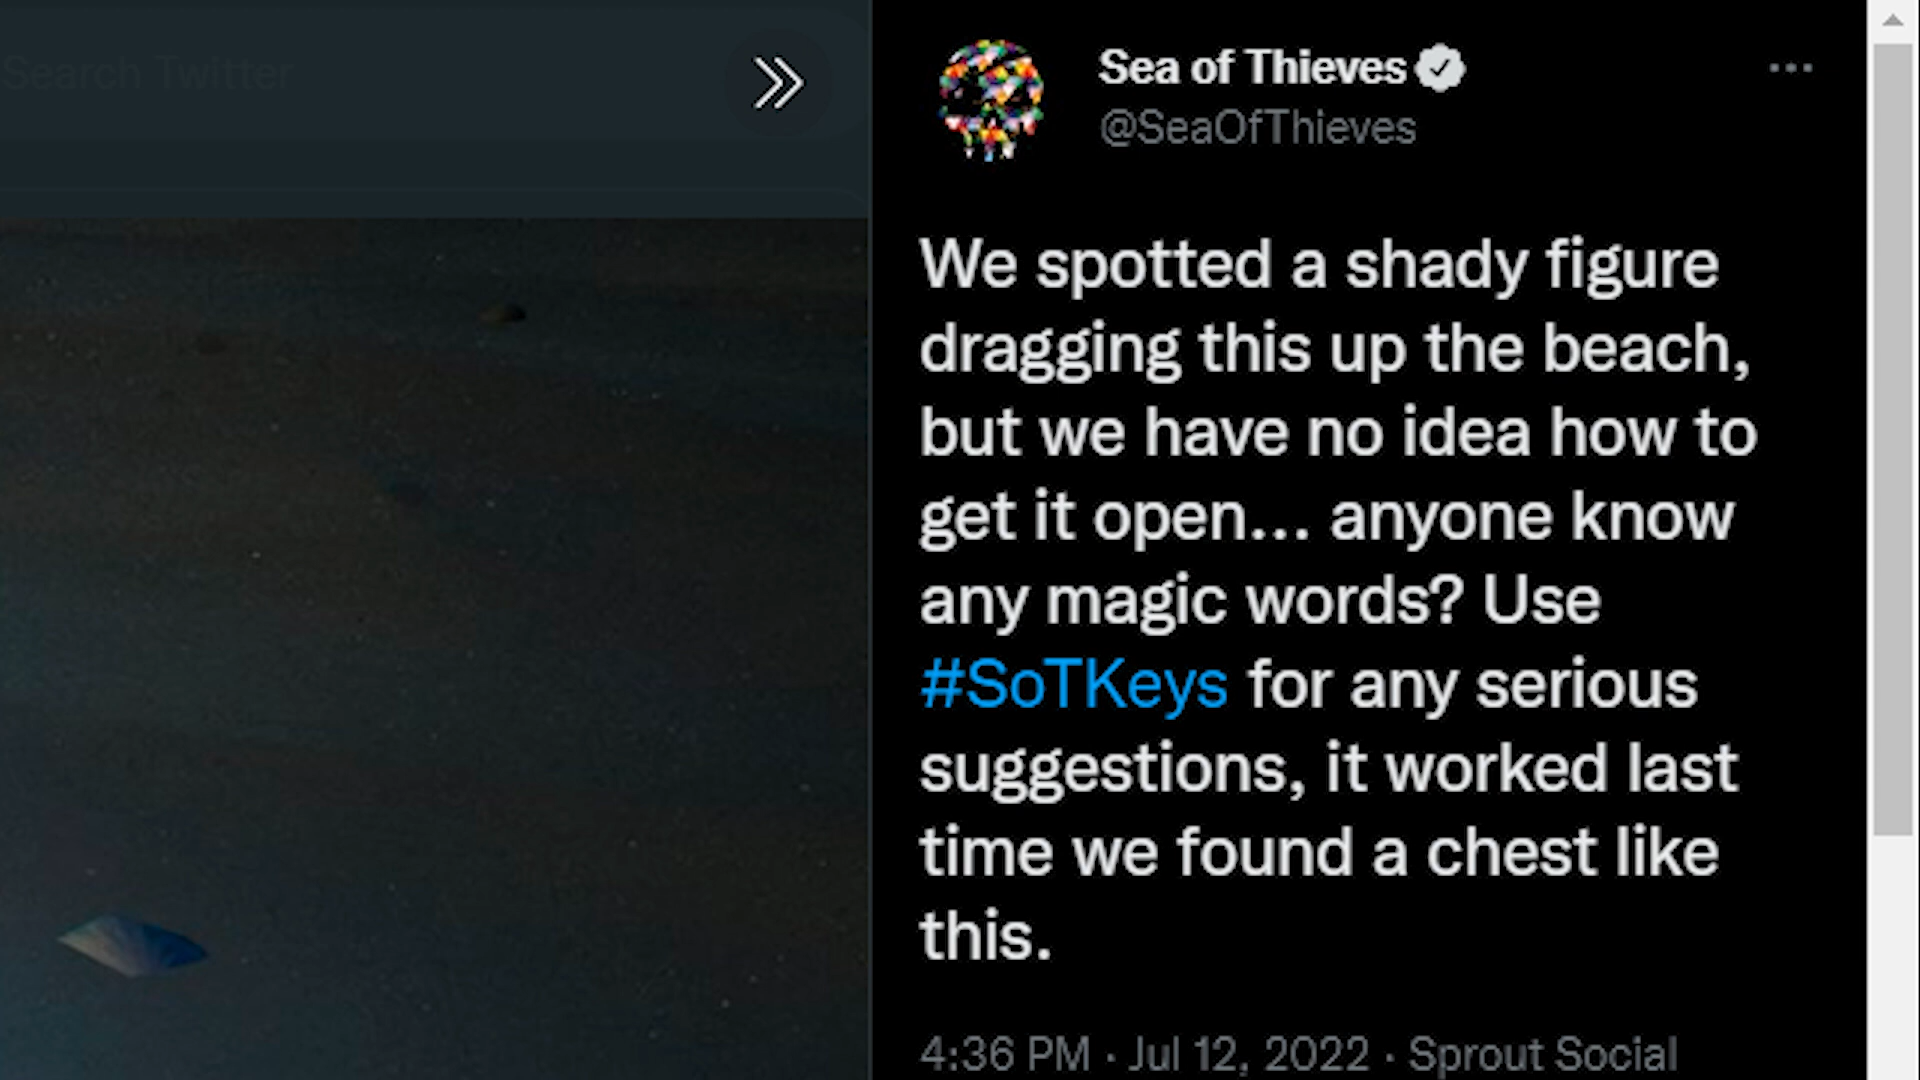 Search Twitter
Sea of Thieves
@SeaOfThieves
We spotted a shady figure
dragging this up the beach,
but we have no idea how to
get it open... anyone know
any magic words? Use
#SoTKeys for any serious
suggestions, it worked last
time we found a chest like
this.
4:36 PM · Jul 12, 2022 · Sprout Social